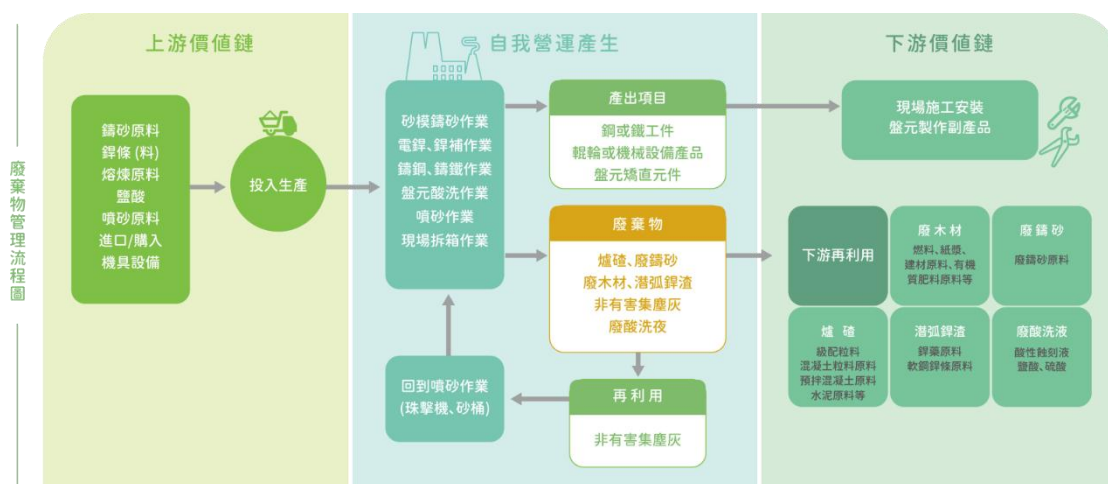 廢棄物管理流程圖
上游價值鏈
鑄砂原料
銲條 (料)
熔煉原料
鹽酸
噴砂原料
進口/購入
機具設備
投入生產
自我營運產生
砂模鑄砂作業
電銲、銲補作業
鑄鋼、鑄鐵作業
盤元酸洗作業
噴砂作業
現場拆箱作業
產出項目
鋼或鐵工件
輥輪或機械設備產品
盤元矯直元件
廢棄物
爐碴、廢鑄砂
廢木材、潛弧銲渣
非有害集塵灰
廢酸洗夜
再利用
非有害集塵灰
回到噴砂作業
(珠擊機、砂桶)
下游價值鏈
現場施工安裝
盤元製作副產品
下游再利用
廢木材
燃料、紙漿、
建材原料、有機
質肥料原料等
廢鑄砂
廢鑄砂原料
爐碴
級配粒料
混凝土粒料原料
預拌混凝土原料
水泥原料等
潛弧銲渣
銲藥原料
軟鋼銲條原料
廢酸洗液
酸性蝕刻液
鹽酸、硫酸